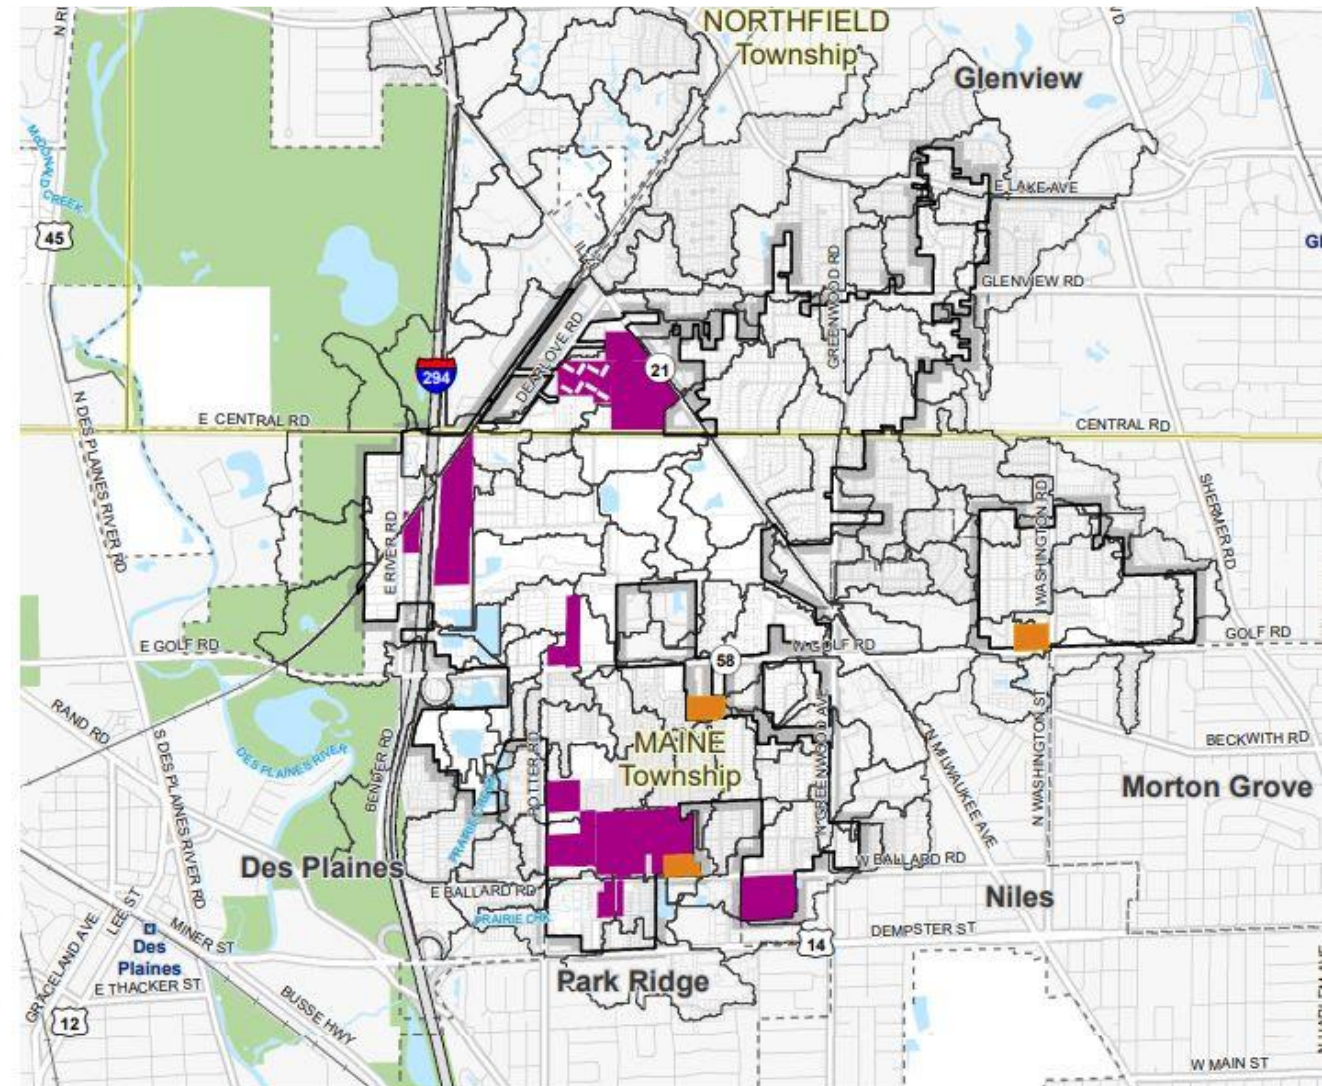 N RI
NORTHFIELD
Township
Glenview
McDONALD
CREEK
45
E LAKE AVE
GLENVIEW RD
GREENWOOD RD
DEARLOVE RD
21
294
E CENTRAL RD
CENTRAL RD
N DES PLAINES RIVER RD
SHERMER RD
E RIVER RD
WASHINGTON RD
E GOLF RD
W GOLF RD
GOLF RD
58
RAND RD
DES PLAINES RIVER
S DES PLAINES RIVER RD
BENDER RD
MAINE
Township
N GREENWOOD AVE
N MILWAUKEE AVE
N WASHINGTON ST
BECKWITH RD
Morton Grove
Des Plaines
E BALLARD RD
W BALLARD RD
Niles
PRAIRIE CRK
DEMPSTER ST
14
LEE ST
GRACELAND AVE
MINER ST
Des
Plaines
E THACKER ST
Park Ridge
12
BUSSE HWY
W MAIN ST